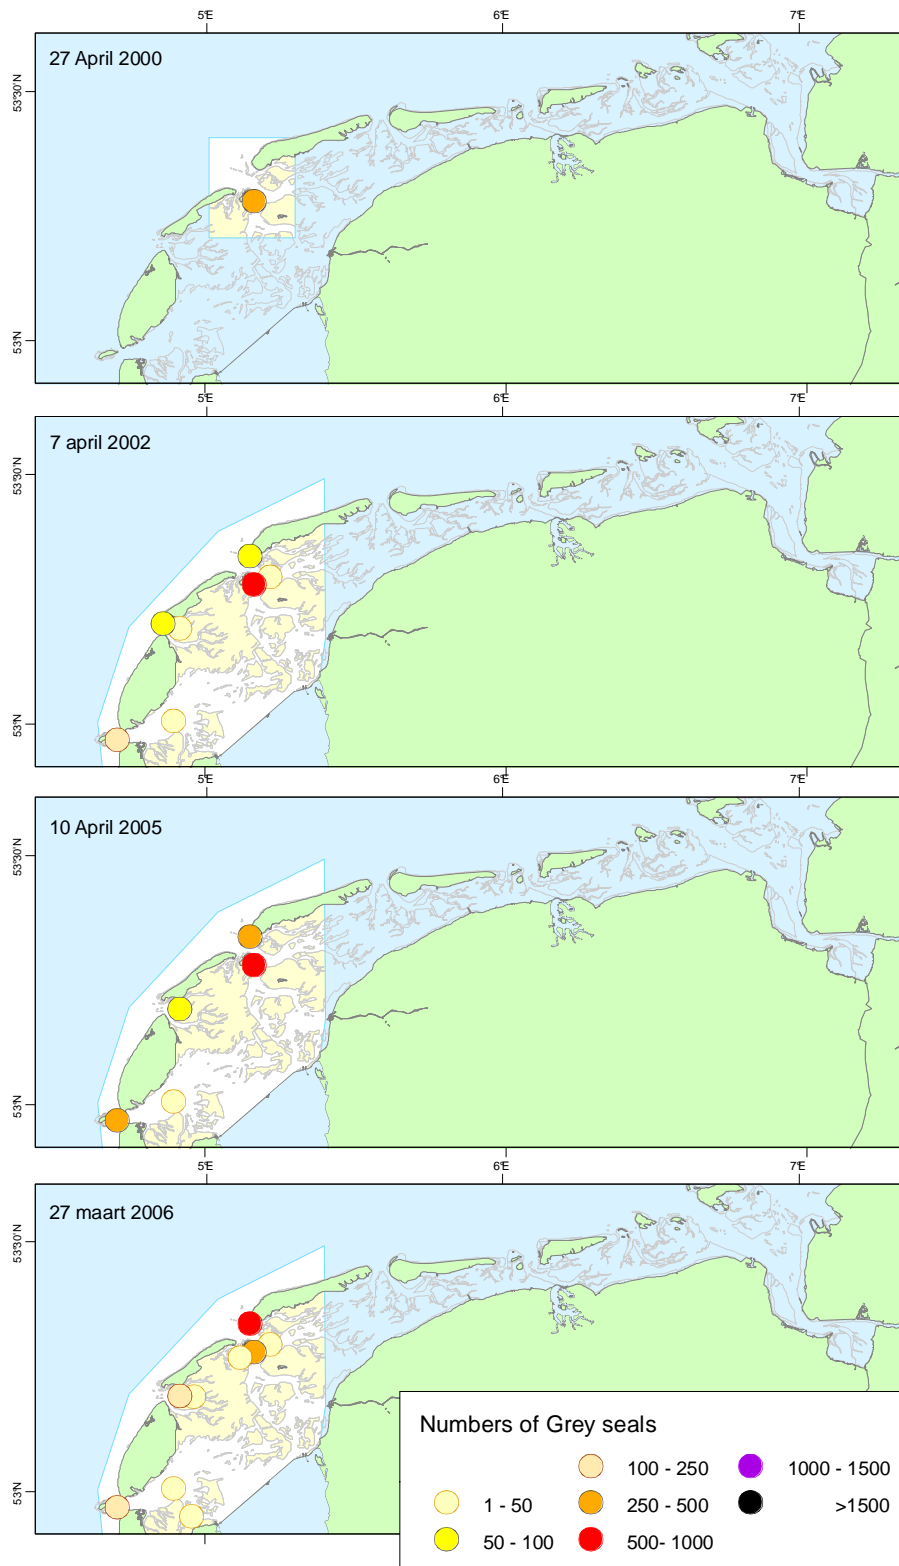 5°E 6°E 7°E
27 April 2000
53°30'N
53°N
5°E 6°E 7°E
7 april 2002
53°30'N
53°N
5°E 6°E 7°E
10 April 2005
53°30'N
53°N
5°E 6°E 7°E
27 maart 2006
53°30'N
53°N
Numbers of Grey seals
1 - 50
50 - 100
100 - 250
250 - 500
500- 1000
1000 - 1500
>1500